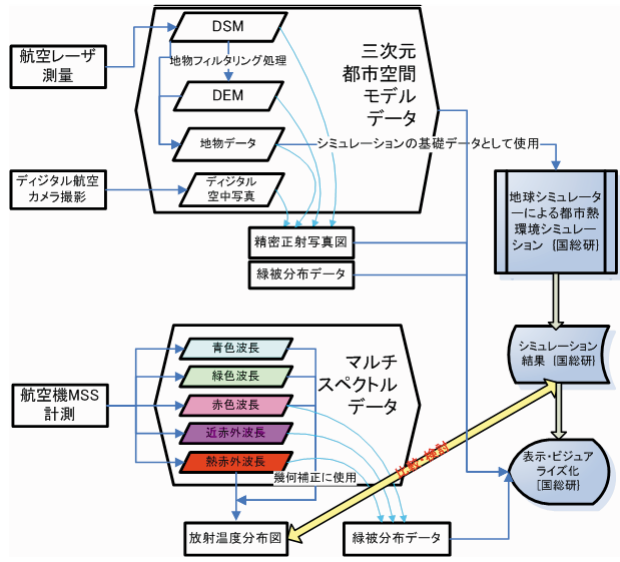 DSM
航空レーザ
測量
地物フィルタリング処理
三次元
都市空間
モデル
データ
DEM
地物データ
シミュレーションの基礎データとして使用
ディジタル航空
カメラ撮影
ディジタル
空中写真
地球シミュレータ
ーによる都市熱
環境シミュレー
ション [国総研]
精密正射写真図
緑被分布データ
青色波長
緑色波長
赤色波長
近赤外波長
熱赤外波長
マルチ
スペクトル
データ
航空機MSS
計測
シミュレーション
結果 [国総研]
比較・検討
幾何補正に使用
表示・ビジュア
ライズ化
[国総研]
放射温度分布図
緑被分布データ